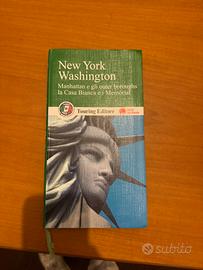 New York
Washington
Manhattan e gli outer boroughs
la Casa Bianca e i Memorial
Touring Editore
subito